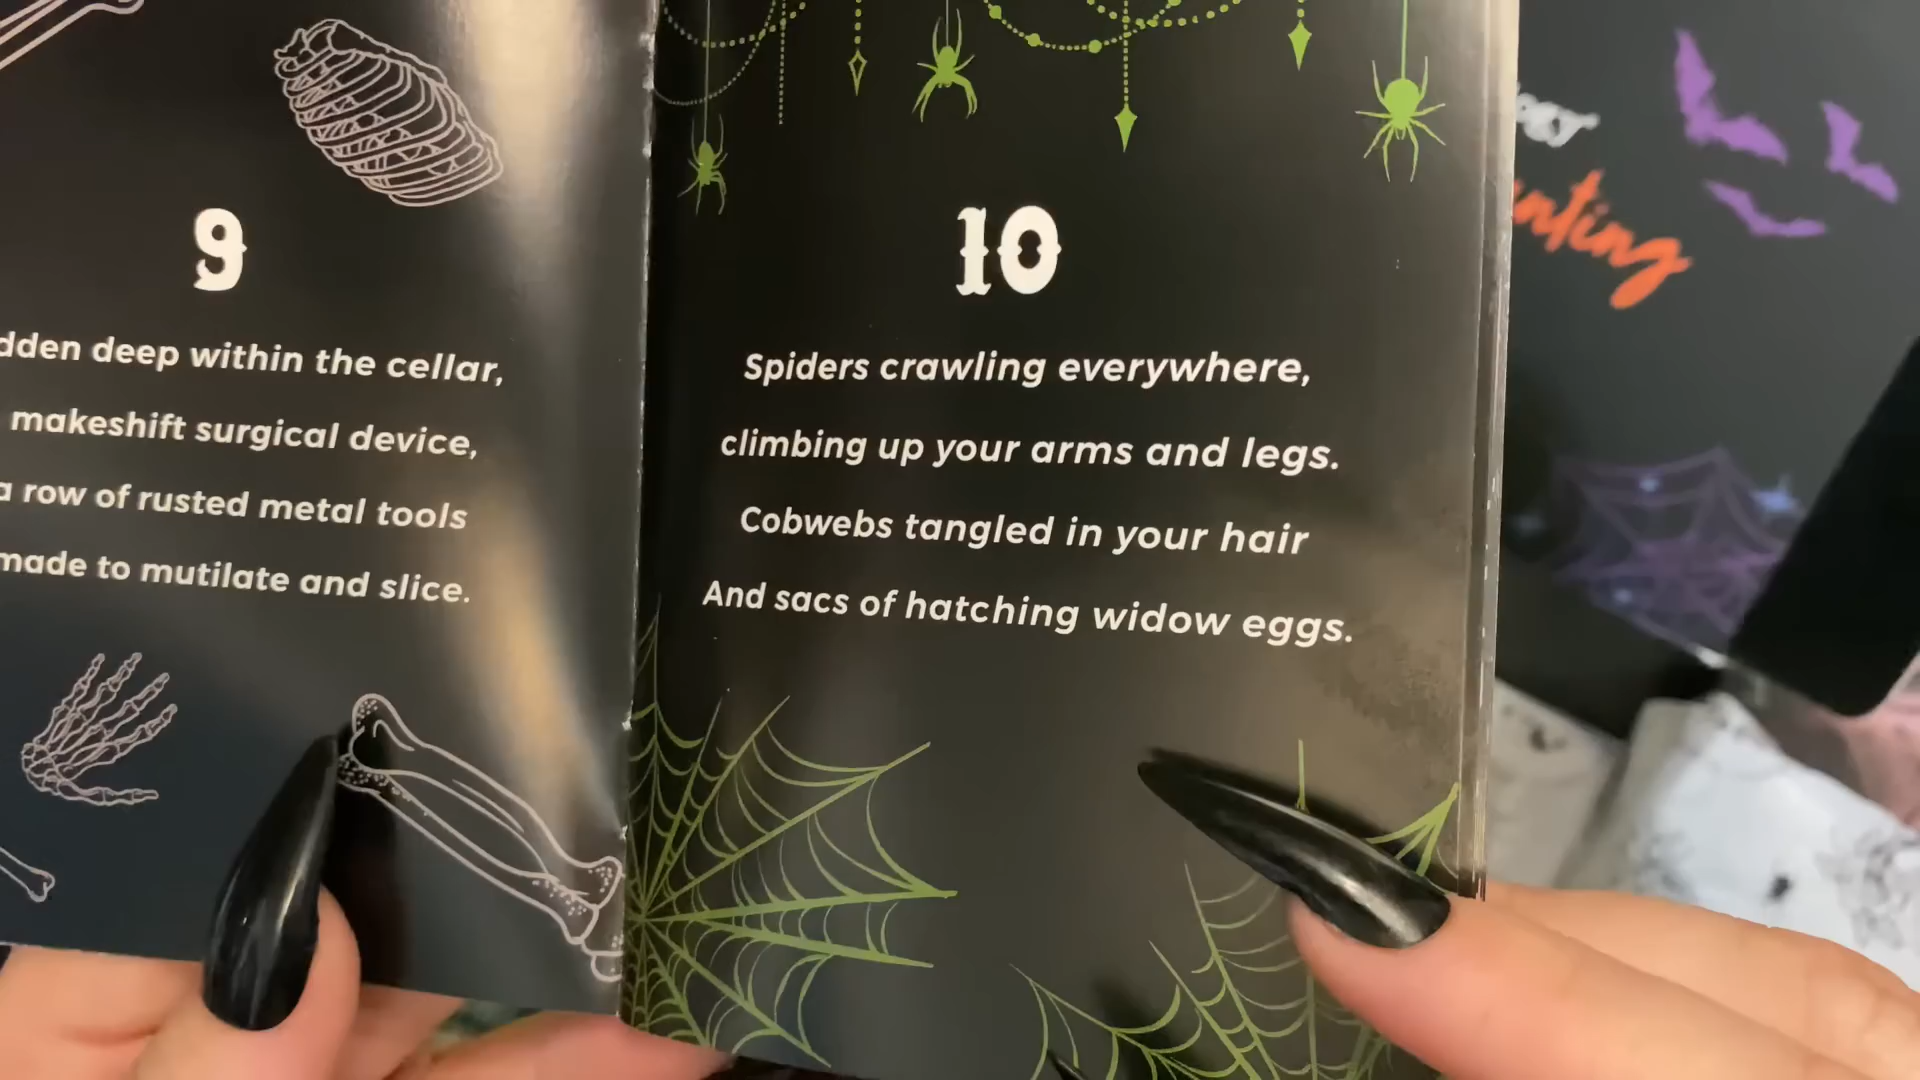 9
deep within the cellar,
makeshift surgical device,
a row of rusted metal tools
made to mutilate and slice.
10
Spiders crawling everywhere,
climbing up your arms and legs.
Cobwebs tangled in your hair
And sacs of hatching widow eggs.